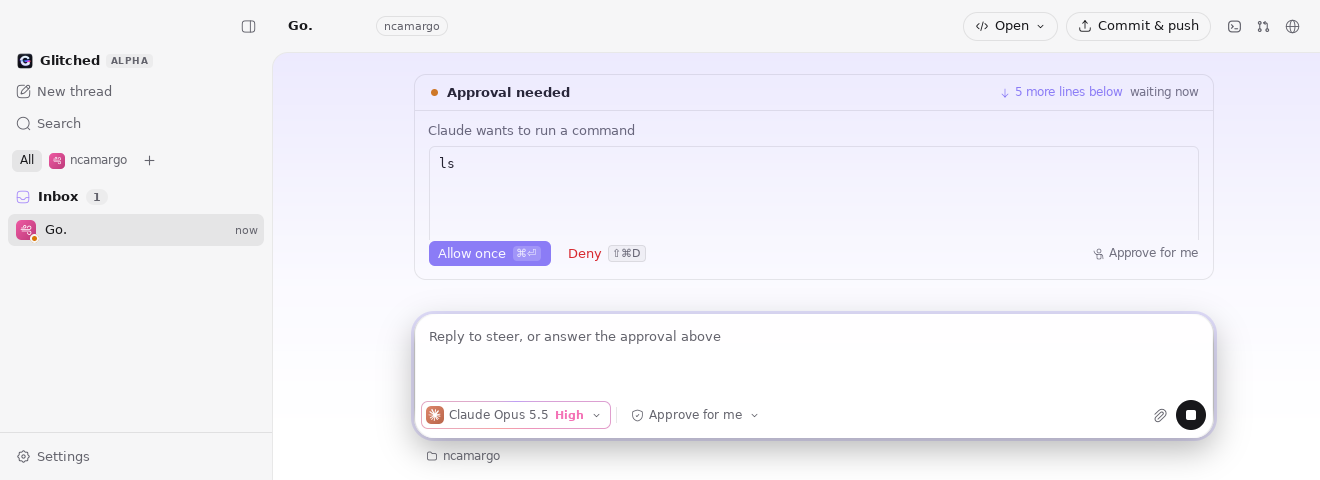 Go.
ncamargo
Open
Commit & push
Glitched ALPHA
New thread
Search
All ncamargo
Inbox 1
Go. now
Approval needed
5 more lines below waiting now
Claude wants to run a command
ls
Allow once ⌘⏎ Deny ⇧⌘D
Approve for me
Reply to steer, or answer the approval above
Claude Opus 5.5 High
Approve for me
ncamargo
Settings